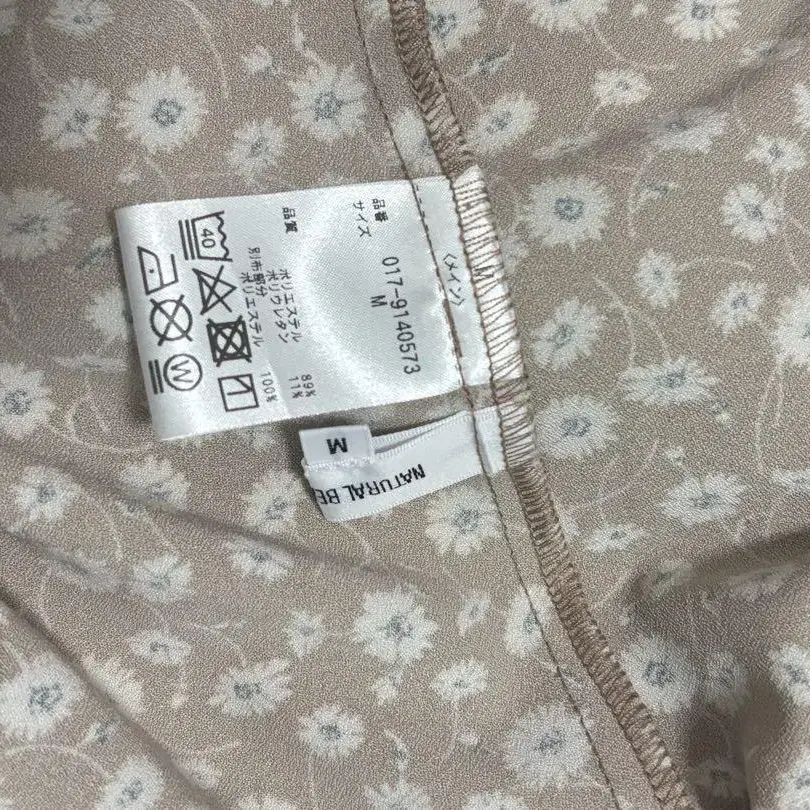 〈メイン〉
品番 017-9140573
サイズ M
品質
ポリエステル 89%
ポリウレタン 11%
別布部分
ポリエステル 100%
40
W
M
M
NATURAL